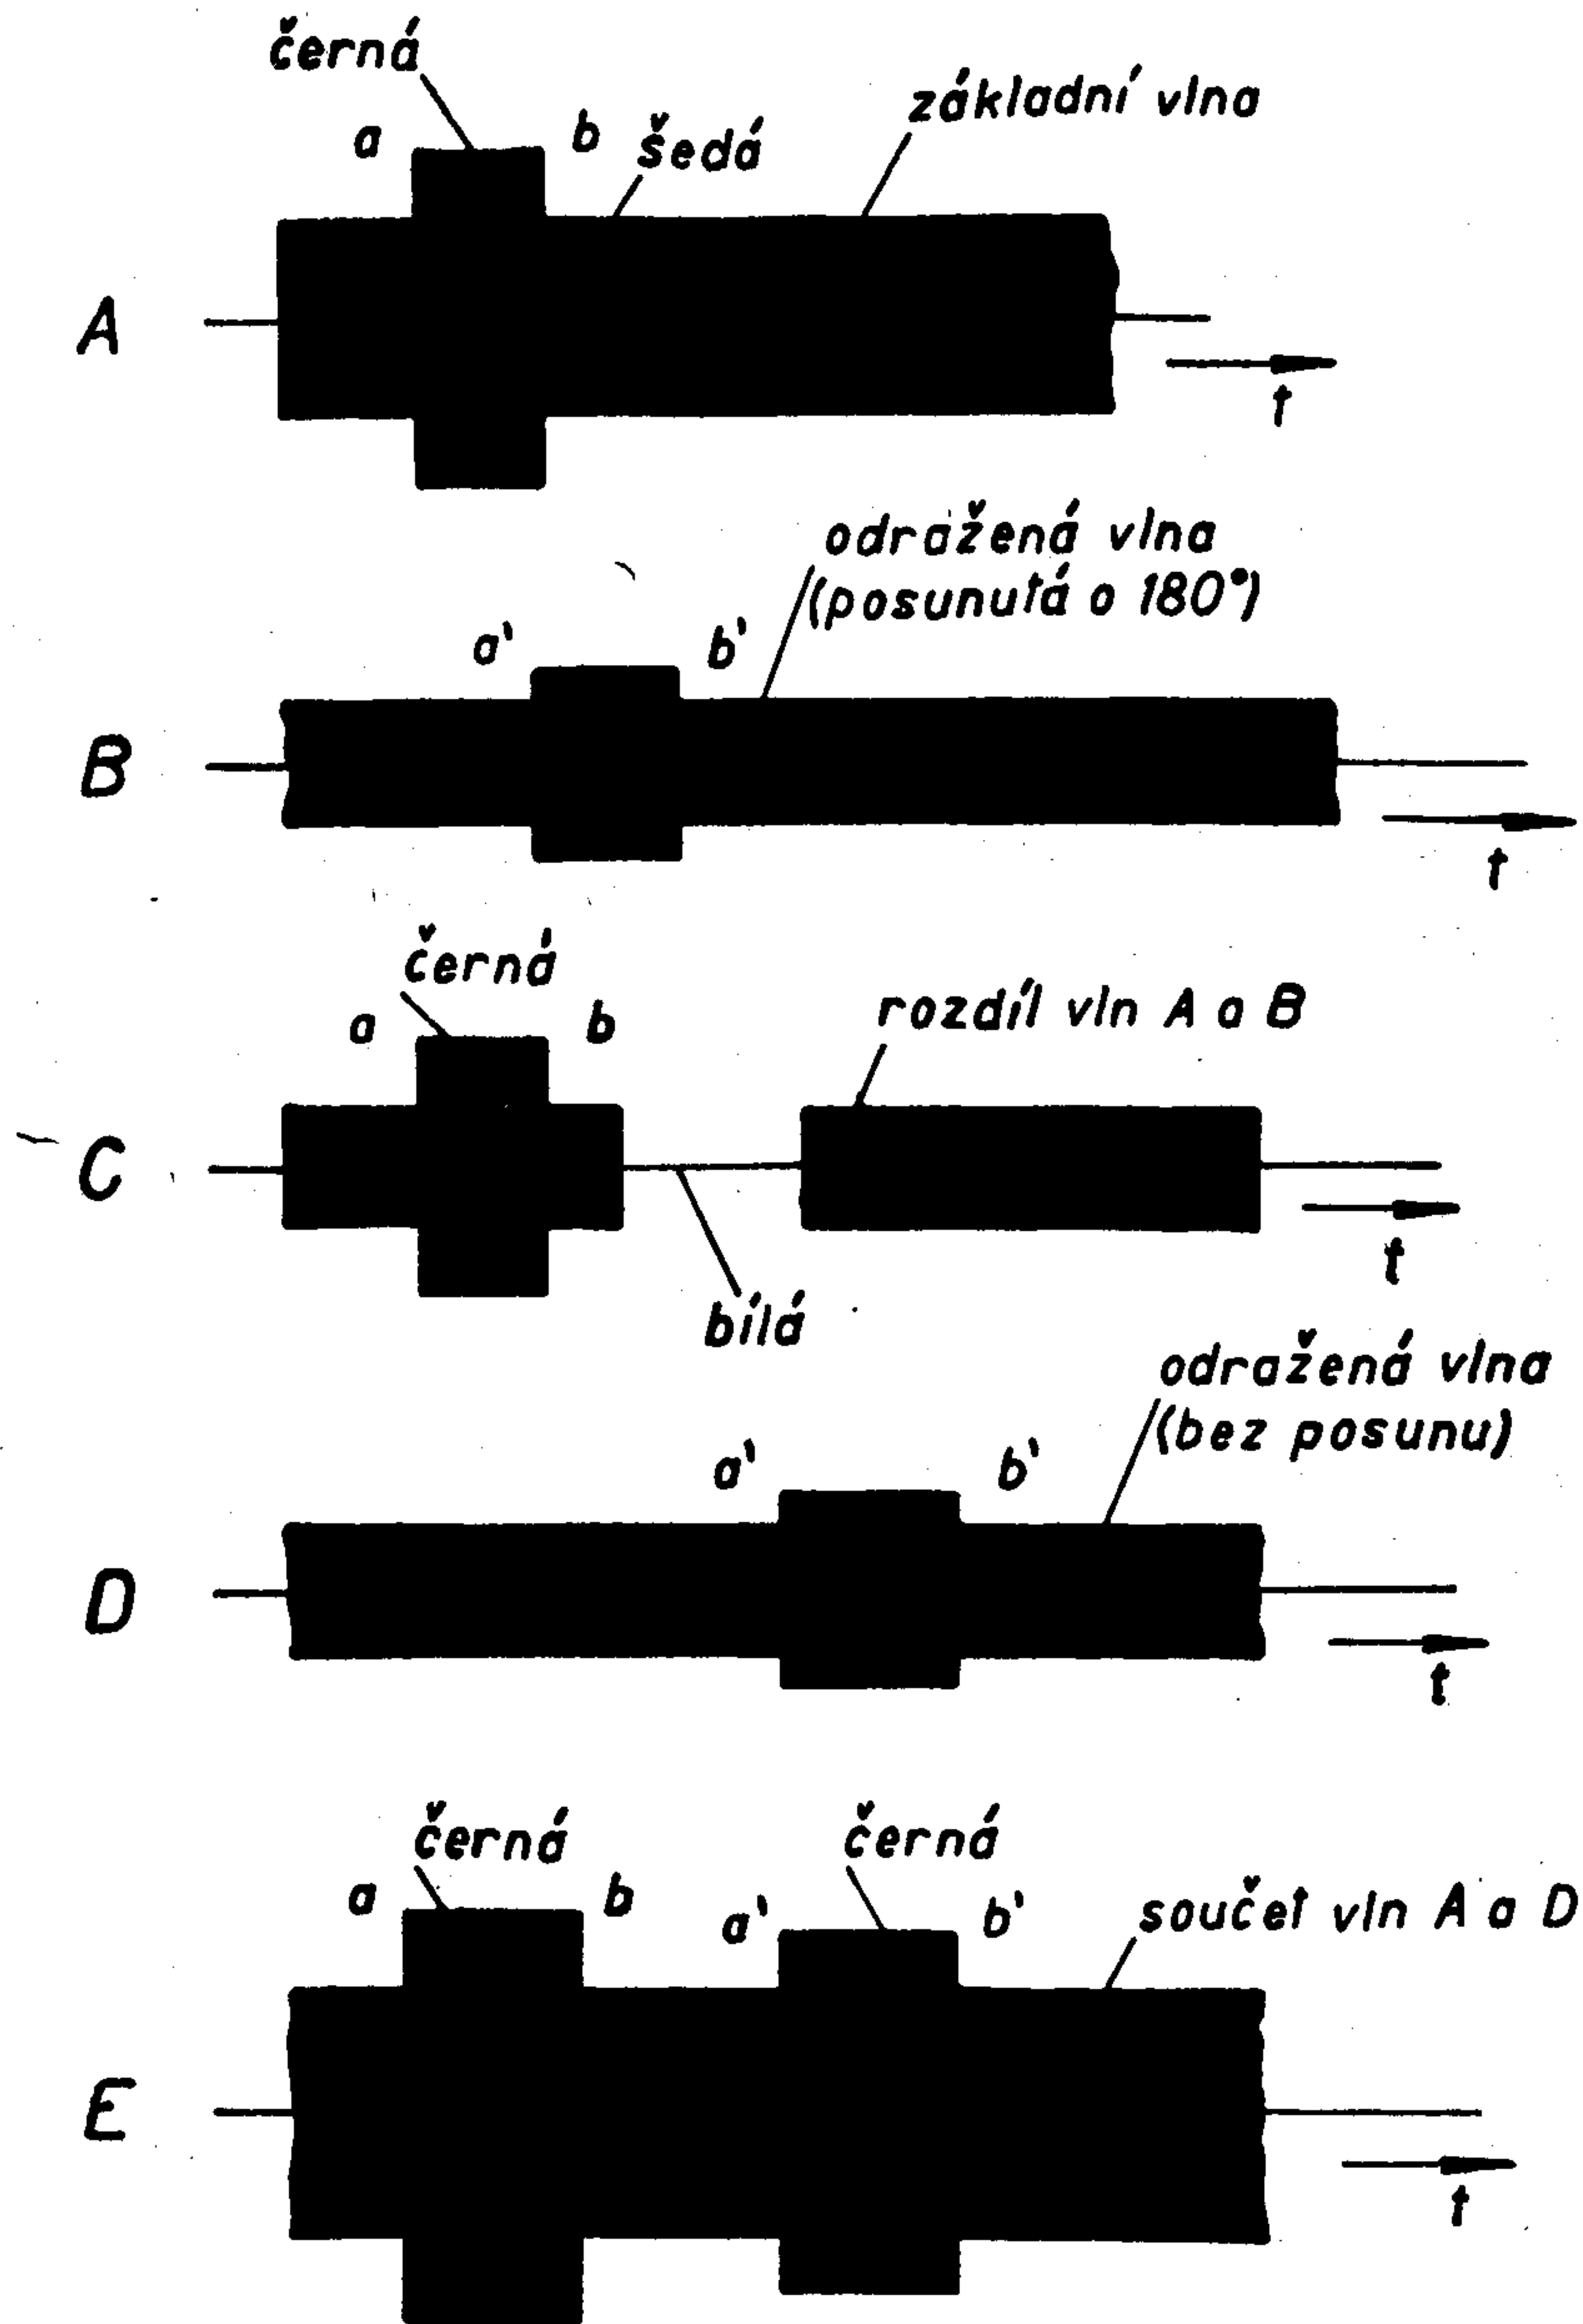 černá
a b šedá základní vlna
A
t
odražená vlna
(posunutá o 180°)
a' b'
B
t
černá
a b rozdíl vln A a B
C
t
bílá
odražená vlna
(bez posunu)
a' b'
D
t
černá černá
a b a' b' součet vln A a D
E
t